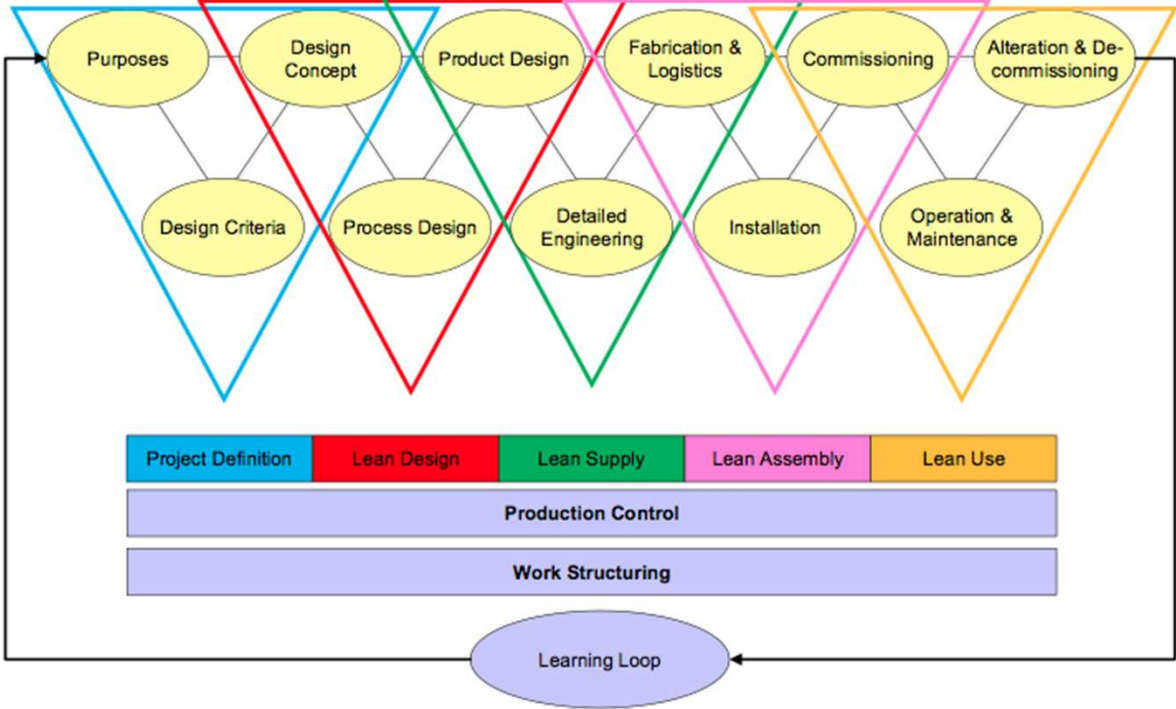 Purposes
Design
Concept
Product Design
Fabrication &
Logistics
Commissioning
Alteration & De-
commissioning
Design Criteria
Process Design
Detailed
Engineering
Installation
Operation &
Maintenance
Project Definition
Lean Design
Lean Supply
Lean Assembly
Lean Use
Production Control
Work Structuring
Learning Loop